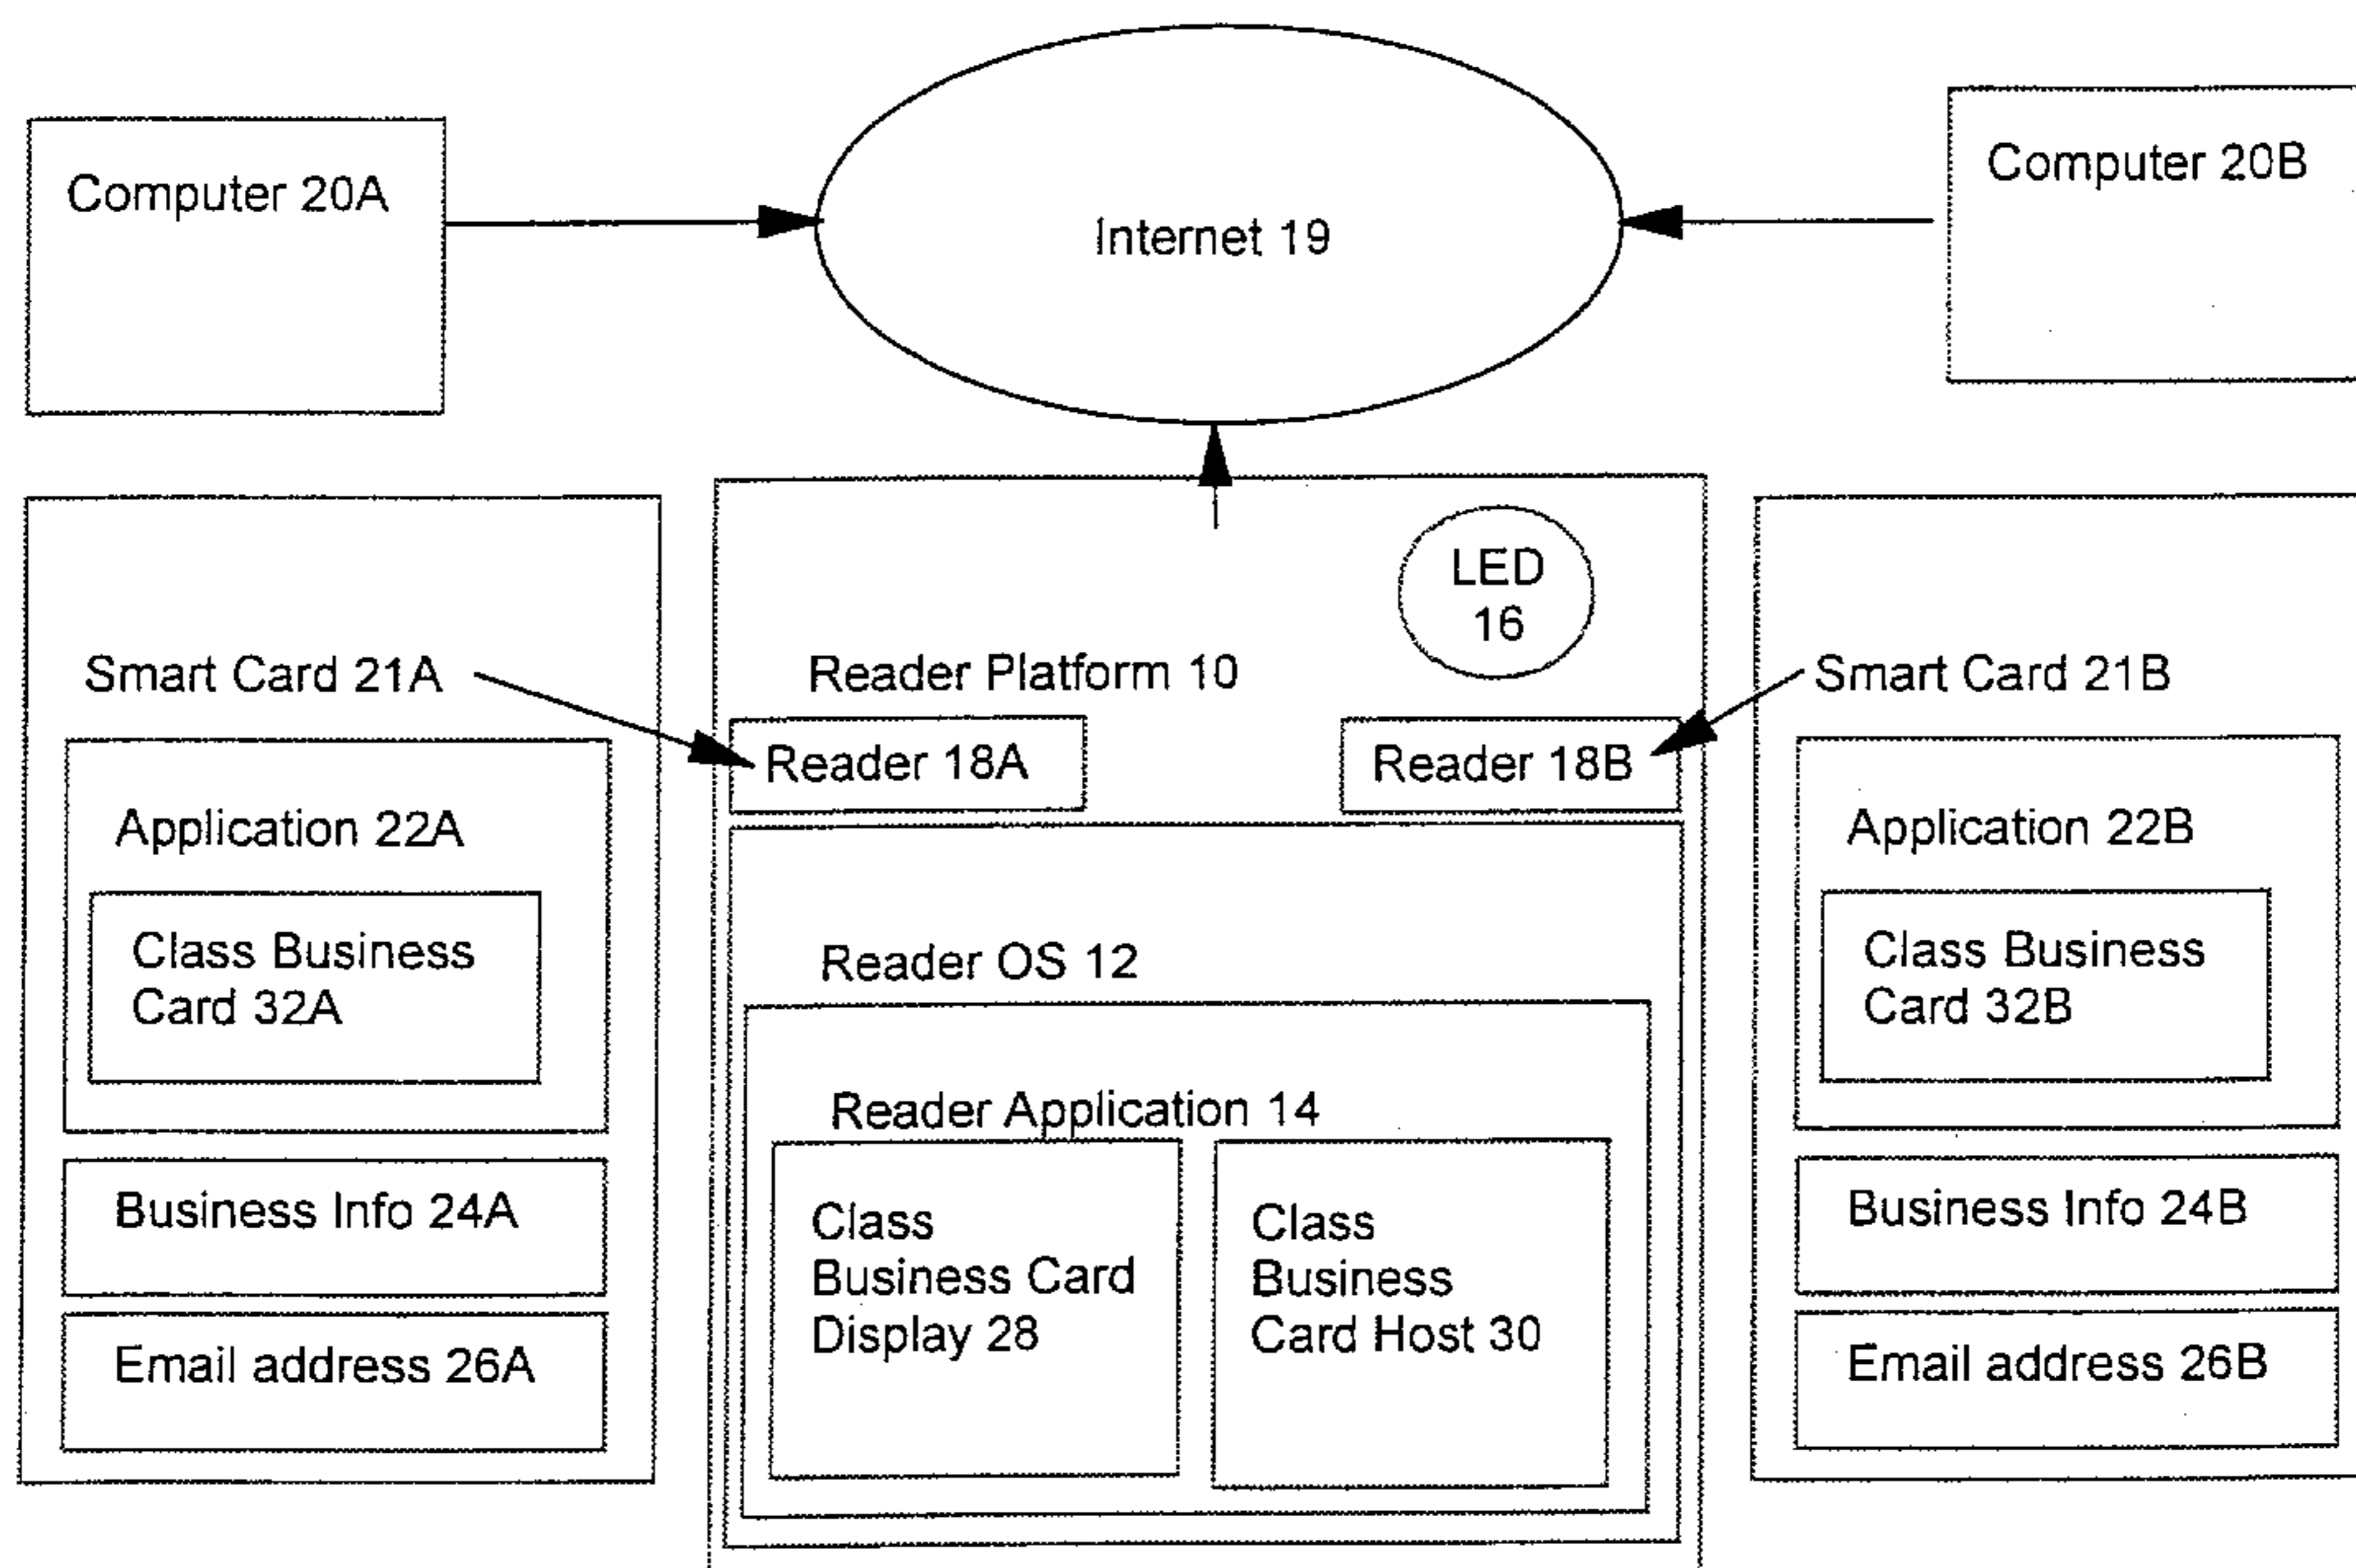 Computer 20A
Internet 19
Computer 20B
Smart Card 21A
Application 22A
Class Business
Card 32A
Business Info 24A
Email address 26A
LED
16
Reader Platform 10
Reader 18A
Reader 18B
Reader OS 12
Reader Application 14
Class
Business Card
Display 28
Class
Business
Card Host 30
Smart Card 21B
Application 22B
Class Business
Card 32B
Business Info 24B
Email address 26B